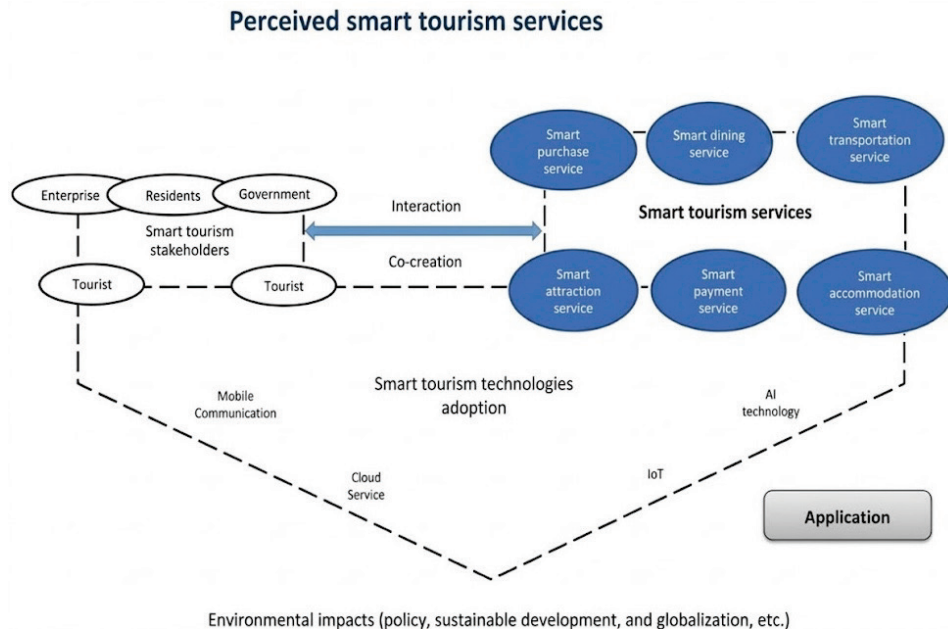 Perceived smart tourism services
Smart
purchase
service
Smart dining
service
Smart
transportation
service
Enterprise
Residents
Government
Interaction
Smart tourism services
Smart tourism
stakeholders
Co-creation
Tourist
Tourist
Smart
attraction
service
Smart
payment
service
Smart
accommodation
service
Smart tourism technologies
adoption
Mobile
Communication
AI
technology
Cloud
Service
IoT
Application
Environmental impacts (policy, sustainable development, and globalization, etc.)